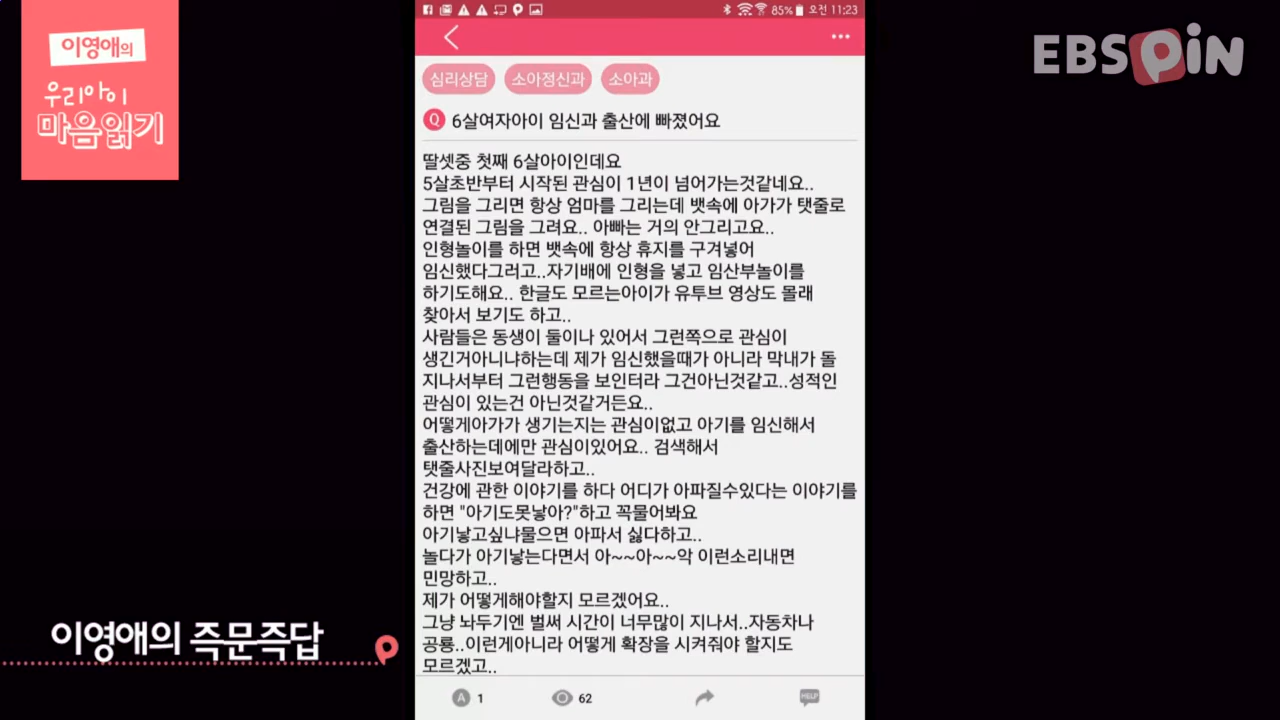 이영애의
우리아이
마음읽기
EBS PiN
85% 오전 11:23
심리상담 소아정신과 소아과
Q 6살여자아이 임신과 출산에 빠졌어요
딸셋중 첫째 6살아이인데요
5살초반부터 시작된 관심이 1년이 넘어가는것같네요..
그림을 그리면 항상 엄마를 그리는데 뱃속에 아가가 탯줄로
연결된 그림을 그려요.. 아빠는 거의 안그리고요..
인형놀이를 하면 뱃속에 항상 휴지를 구겨넣어
임신했다그러고..자기배에 인형을 넣고 임산부놀이를
하기도해요.. 한글도 모르는아이가 유투브 영상도 몰래
찾아서 보기도 하고..
사람들은 동생이 둘이나 있어서 그런쪽으로 관심이
생긴거아니냐하는데 제가 임신했을때가 아니라 막내가 돌
지나서부터 그런행동을 보인터라 그건아닌것같고..성적인
관심이 있는건 아닌것같거든요..
어떻게아가가 생기는지는 관심이없고 아기를 임신해서
출산하는데에만 관심이있어요.. 검색해서
탯줄사진보여달라하고..
건강에 관한 이야기를 하다 어디가 아파질수있다는 이야기를
하면 "아기도못낳아?"하고 꼭물어봐요
아기낳고싶냐물으면 아파서 싫다하고..
놀다가 아기낳는다면서 아~~아~~악 이런소리내면
민망하고..
제가 어떻게해야할지 모르겠어요..
그냥 놔두기엔 벌써 시간이 너무많이 지나서..자동차나
공룡..이런게아니라 어떻게 확장을 시켜줘야 할지도
모르겠고..
A 1 62 HELP
이영애의 즉문즉답